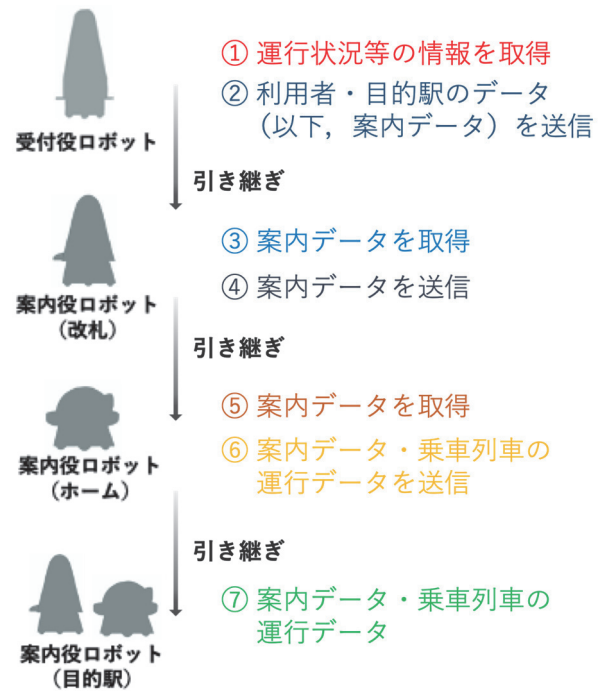 ① 運行状況等の情報を取得
② 利用者・目的駅のデータ
（以下，案内データ）を送信
受付役ロボット
引き継ぎ
③ 案内データを取得
④ 案内データを送信
案内役ロボット
（改札）
引き継ぎ
⑤ 案内データを取得
⑥ 案内データ・乗車列車の
運行データを送信
案内役ロボット
（ホーム）
引き継ぎ
⑦ 案内データ・乗車列車の
運行データ
案内役ロボット
（目的駅）